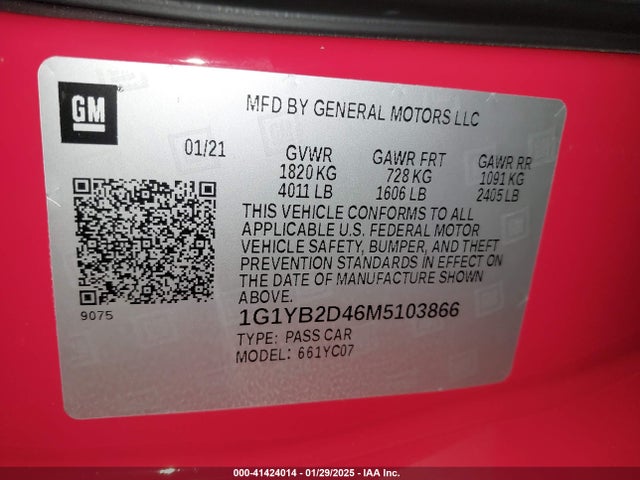 GM
MFD BY GENERAL MOTORS LLC
01/21 GVWR GAWR FRT GAWR RR
1820 KG 728 KG 1091 KG
4011 LB 1606 LB 2405 LB
THIS VEHICLE CONFORMS TO ALL
APPLICABLE U.S. FEDERAL MOTOR
VEHICLE SAFETY, BUMPER, AND THEFT
PREVENTION STANDARDS IN EFFECT ON
THE DATE OF MANUFACTURE SHOWN
ABOVE.
9075
1G1YB2D46M5103866
TYPE: PASS CAR
MODEL: 661YC07
000-41424014 - 01/29/2025 - IAA Inc.